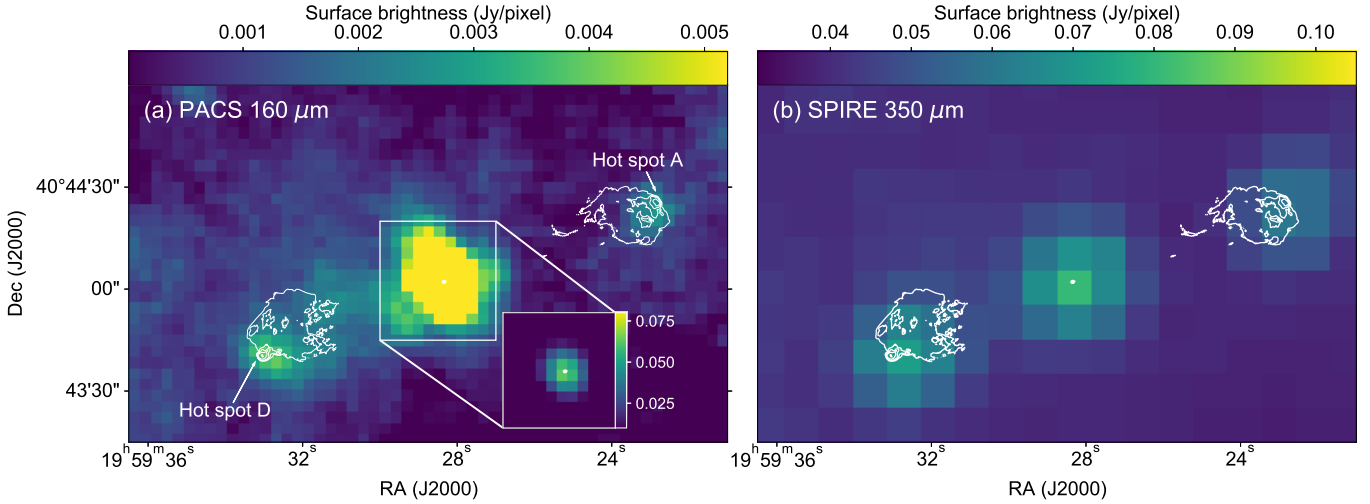 Surface brightness (Jy/pixel)
0.001 0.002 0.003 0.004 0.005
(a) PACS 160 μm
Hot spot A
40°44'30"
00"
43'30"
Dec (J2000)
Hot spot D
0.075
0.050
0.025
19ʰ59ᵐ36ˢ 32ˢ 28ˢ 24ˢ
RA (J2000)
Surface brightness (Jy/pixel)
0.04 0.05 0.06 0.07 0.08 0.09 0.10
(b) SPIRE 350 μm
19ʰ59ᵐ36ˢ 32ˢ 28ˢ 24ˢ
RA (J2000)